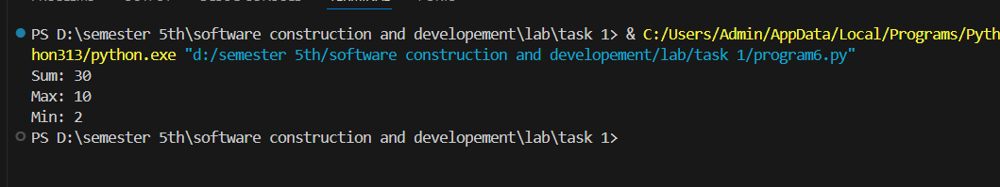 PS D:\semester 5th\software construction and developement\lab\task 1> & C:/Users/Admin/AppData/Local/Programs/Pyth
hon313/python.exe "d:/semester 5th/software construction and developement/lab/task 1/program6.py"
Sum: 30
Max: 10
Min: 2
PS D:\semester 5th\software construction and developement\lab\task 1>